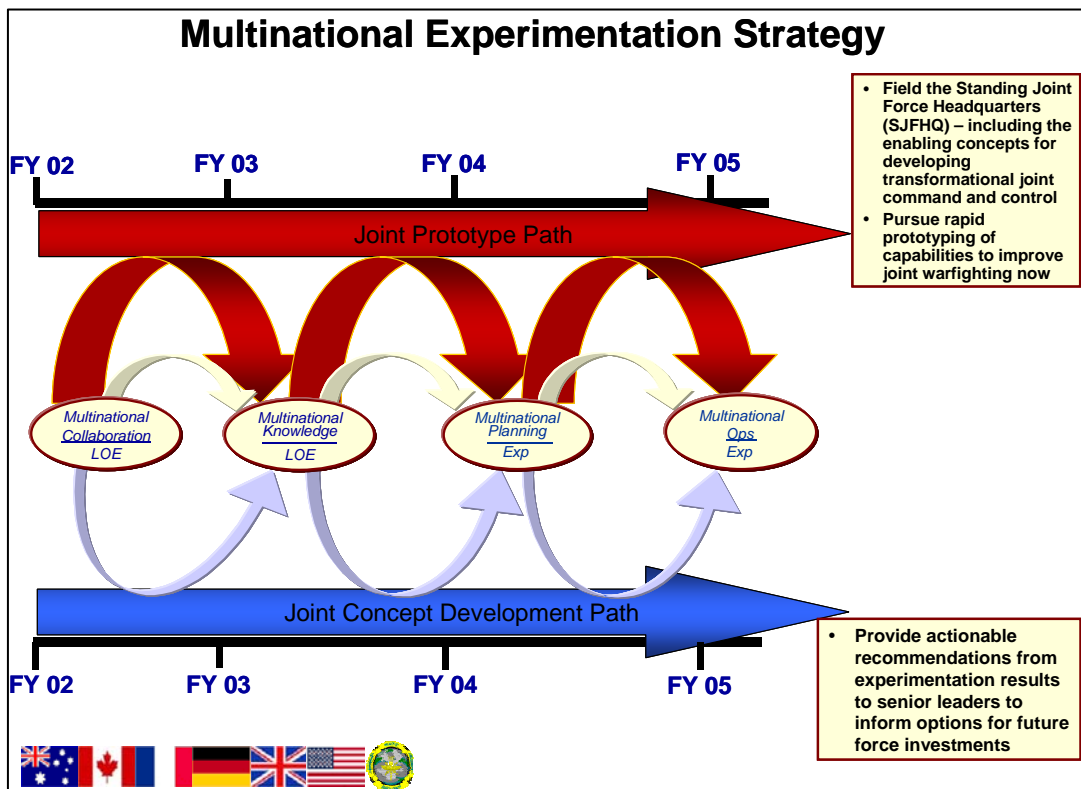 Multinational Experimentation Strategy
FY 02
FY 03
FY 04
FY 05
• Field the Standing Joint
Force Headquarters
(SJFHQ) – including the
enabling concepts for
developing
transformational joint
command and control
• Pursue rapid
prototyping of
capabilities to improve
joint warfighting now
Joint Prototype Path
Multinational
Collaboration
LOE
Multinational
Knowledge
LOE
Multinational
Planning
Exp
Multinational
Ops
Exp
Joint Concept Development Path
FY 02
FY 03
FY 04
FY 05
• Provide actionable
recommendations from
experimentation results
to senior leaders to
inform options for future
force investments